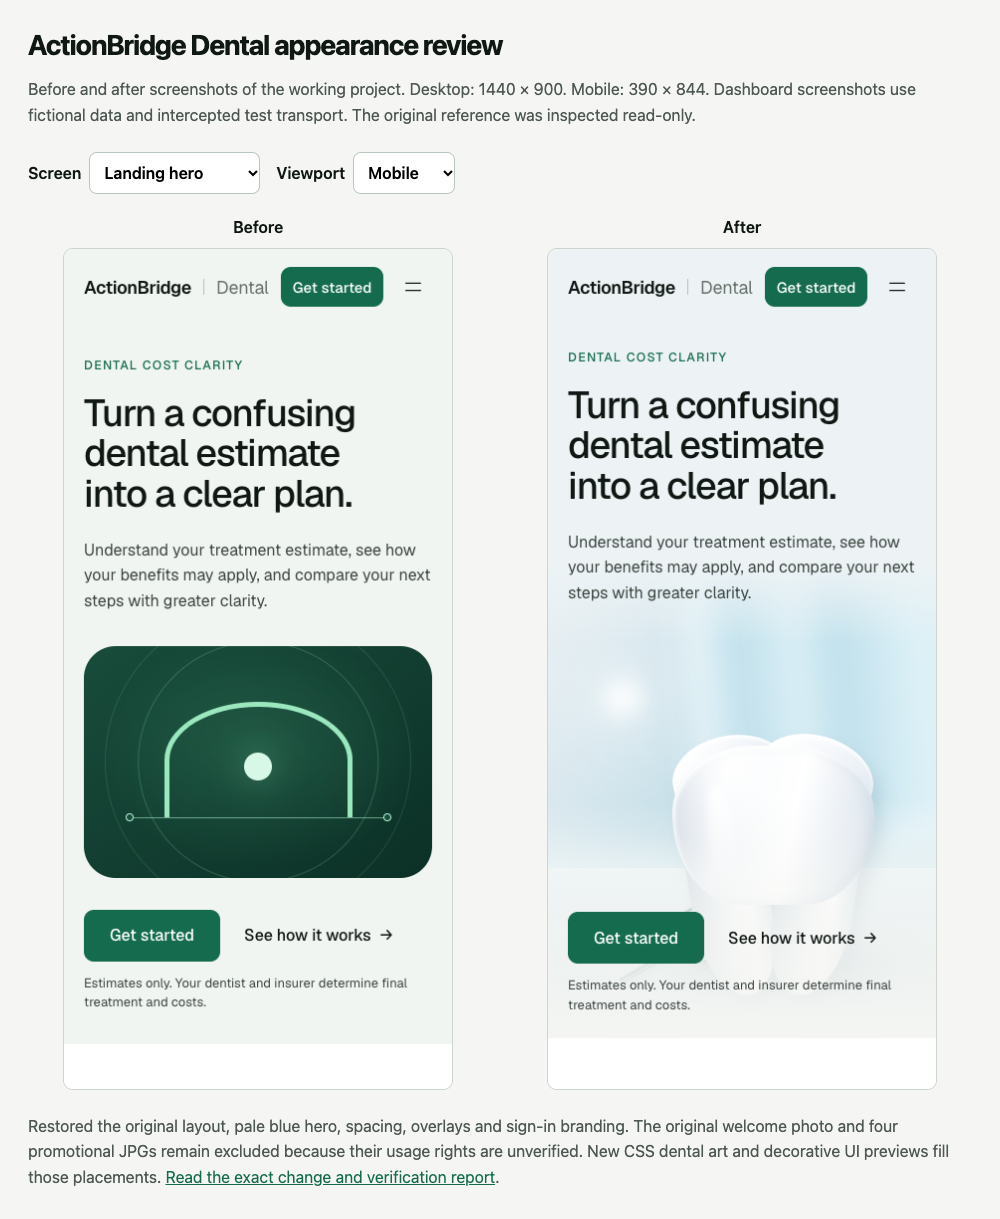 ActionBridge Dental appearance review
Before and after screenshots of the working project. Desktop: 1440 × 900. Mobile: 390 × 844. Dashboard screenshots use
fictional data and intercepted test transport. The original reference was inspected read-only.
Screen Landing hero Viewport Mobile
Before
ActionBridge | Dental Get started
DENTAL COST CLARITY
Turn a confusing
dental estimate
into a clear plan.
Understand your treatment estimate, see how
your benefits may apply, and compare your next
steps with greater clarity.
Get started See how it works →
Estimates only. Your dentist and insurer determine final
treatment and costs.
After
ActionBridge | Dental Get started
DENTAL COST CLARITY
Turn a confusing
dental estimate
into a clear plan.
Understand your treatment estimate, see how
your benefits may apply, and compare your next
steps with greater clarity.
Get started See how it works →
Estimates only. Your dentist and insurer determine final
treatment and costs.
Restored the original layout, pale blue hero, spacing, overlays and sign-in branding. The original welcome photo and four
promotional JPGs remain excluded because their usage rights are unverified. New CSS dental art and decorative UI previews fill
those placements. Read the exact change and verification report.